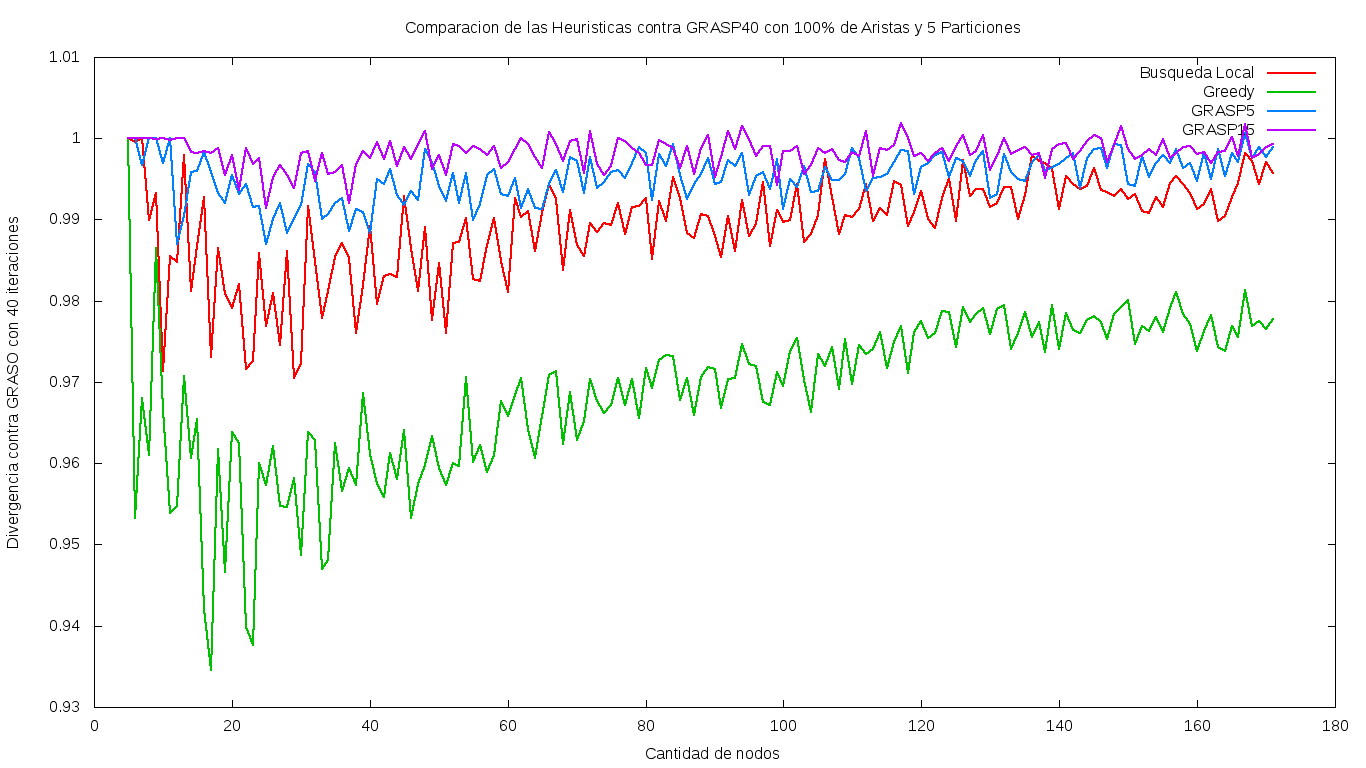 Comparacion de las Heuristicas contra GRASP40 con 100% de Aristas y 5 Particiones
1.01
1
0.99
0.98
0.97
0.96
0.95
0.94
0.93
Divergencia contra GRASO con 40 iteraciones
Busqueda Local
Greedy
GRASP5
GRASP15
0 20 40 60 80 100 120 140 160 180
Cantidad de nodos